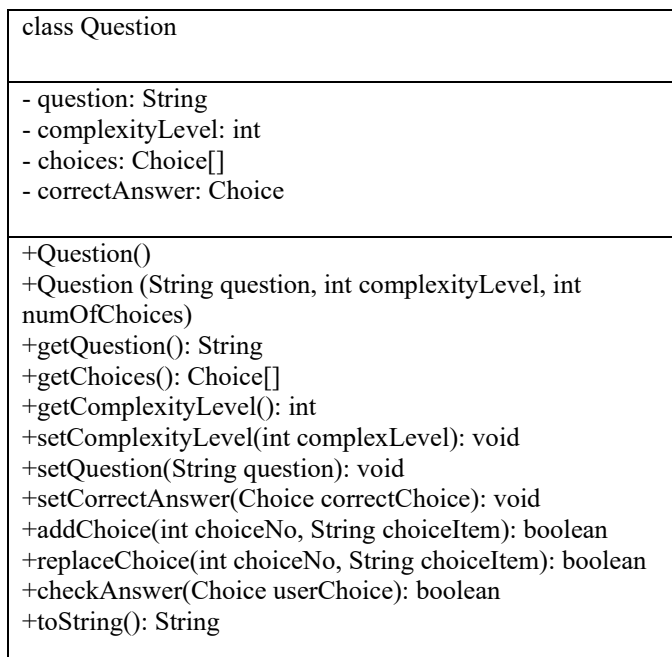 class Question
- question: String
- complexityLevel: int
- choices: Choice[]
- correctAnswer: Choice
+Question()
+Question (String question, int complexityLevel, int
numOfChoices)
+getQuestion(): String
+getChoices(): Choice[]
+getComplexityLevel(): int
+setComplexityLevel(int complexLevel): void
+setQuestion(String question): void
+setCorrectAnswer(Choice correctChoice): void
+addChoice(int choiceNo, String choiceItem): boolean
+replaceChoice(int choiceNo, String choiceItem): boolean
+checkAnswer(Choice userChoice): boolean
+toString(): String